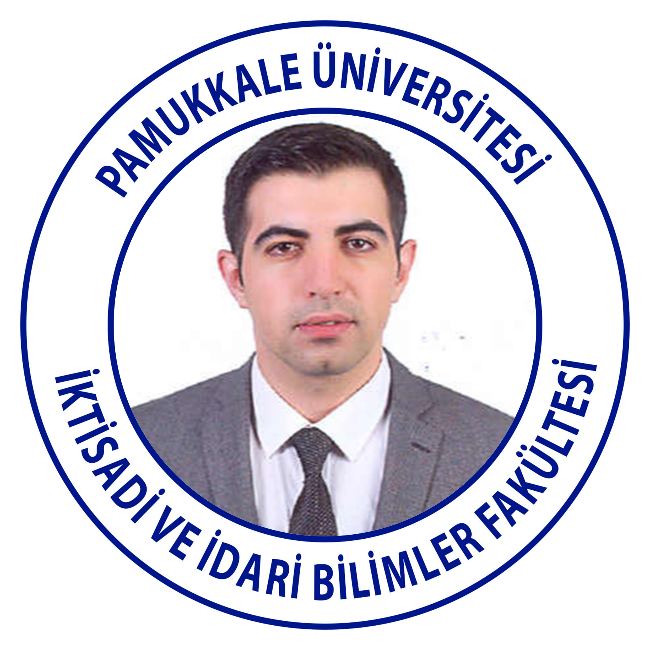 PAMUKKALE ÜNİVERSİTESİ
İKTİSADİ VE İDARİ BİLİMLER FAKÜLTESİ